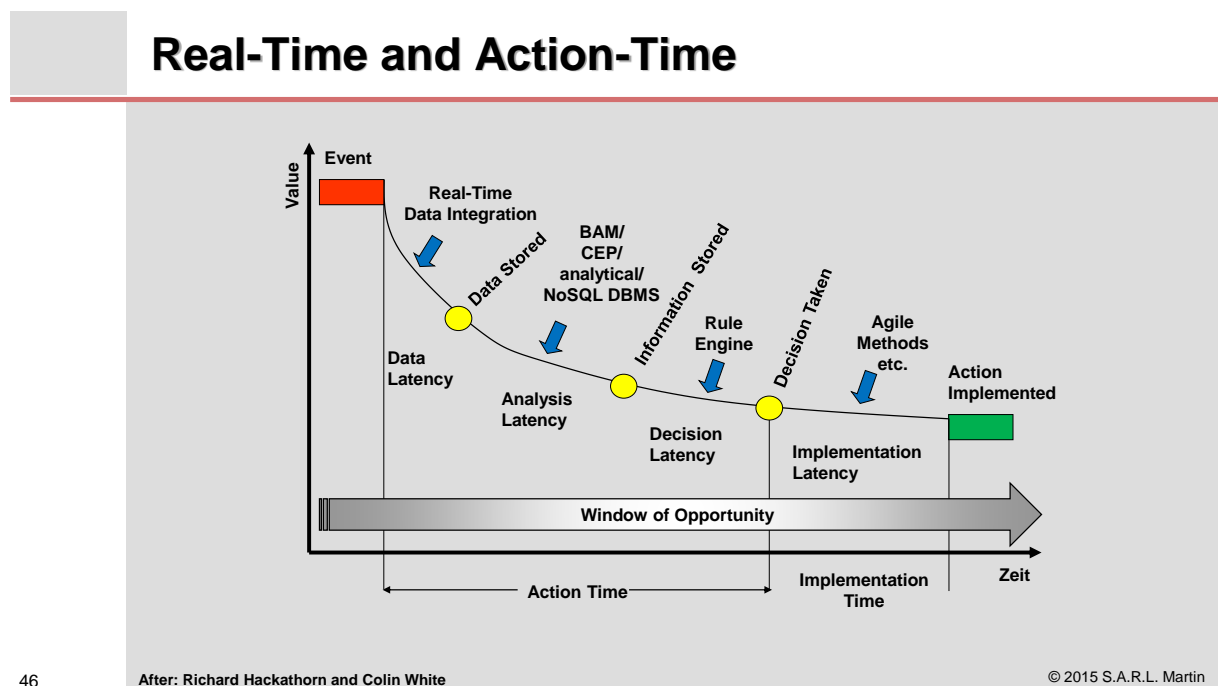 Real-Time and Action-Time
Value
Event
Real-Time
Data Integration
Data Stored
BAM/
CEP/
analytical/
NoSQL DBMS
Information Stored
Rule
Engine
Decision Taken
Agile
Methods
etc.
Action
Implemented
Data
Latency
Analysis
Latency
Decision
Latency
Implementation
Latency
Window of Opportunity
Zeit
Action Time
Implementation
Time
46
After: Richard Hackathorn and Colin White
© 2015 S.A.R.L. Martin